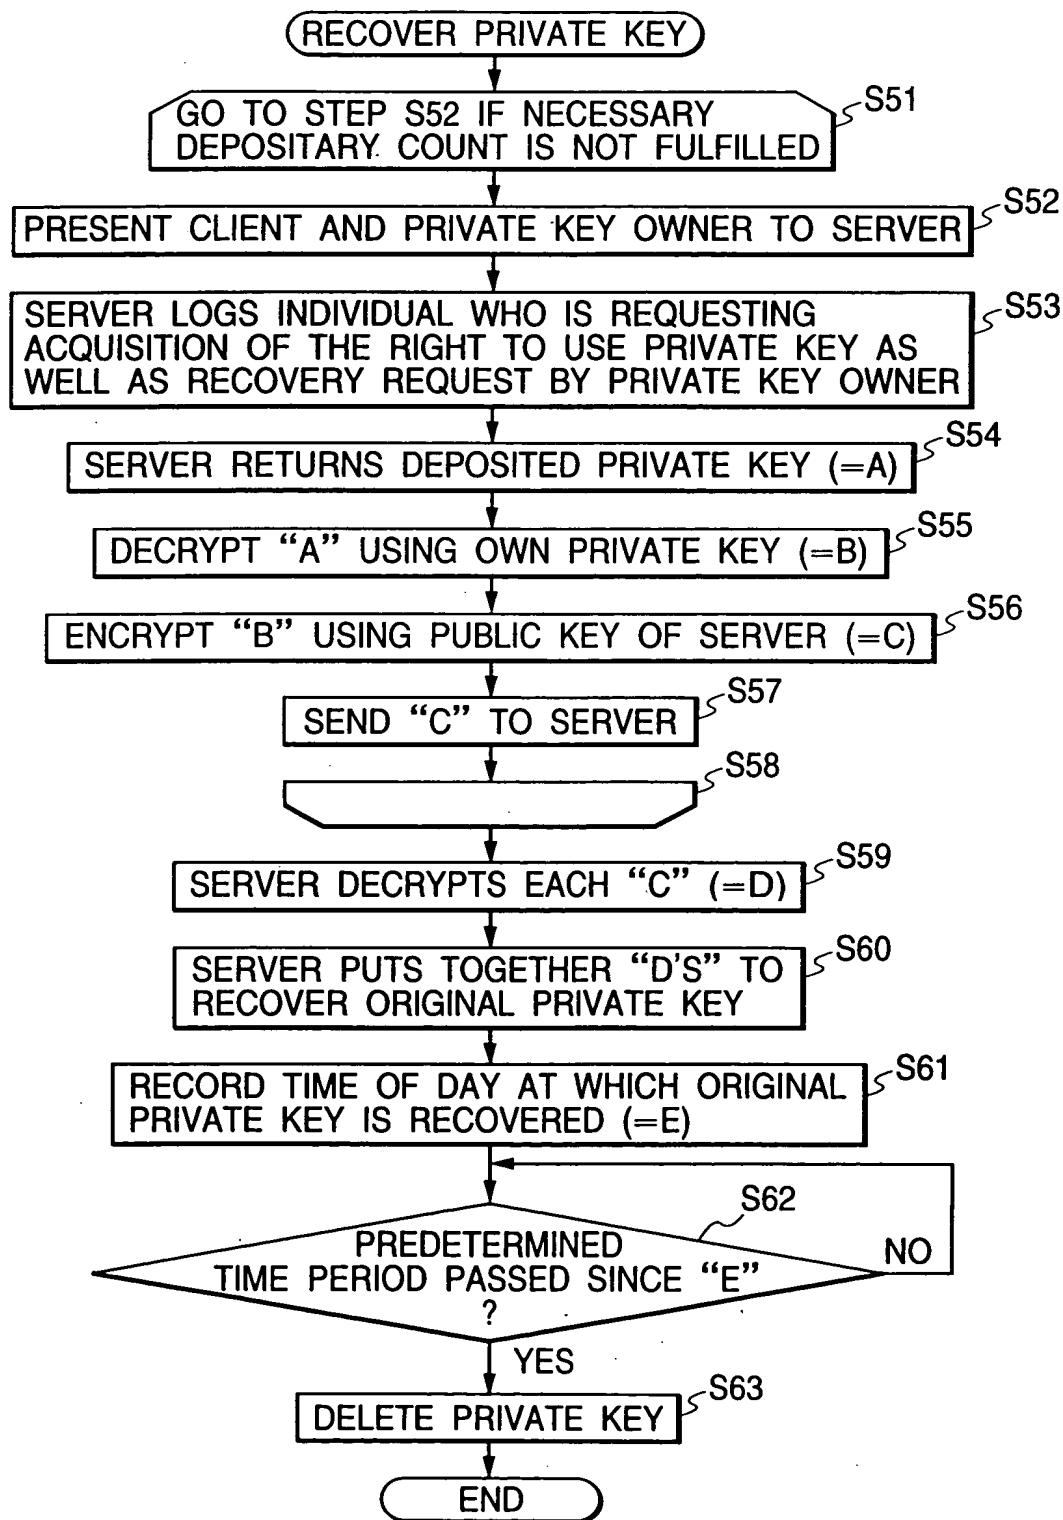 RECOVER PRIVATE KEY
S51
GO TO STEP S52 IF NECESSARY
DEPOSITARY COUNT IS NOT FULFILLED
S52
PRESENT CLIENT AND PRIVATE KEY OWNER TO SERVER
S53
SERVER LOGS INDIVIDUAL WHO IS REQUESTING
ACQUISITION OF THE RIGHT TO USE PRIVATE KEY AS
WELL AS RECOVERY REQUEST BY PRIVATE KEY OWNER
S54
SERVER RETURNS DEPOSITED PRIVATE KEY (=A)
S55
DECRYPT “A” USING OWN PRIVATE KEY (=B)
S56
ENCRYPT “B” USING PUBLIC KEY OF SERVER (=C)
S57
SEND “C” TO SERVER
S58
S59
SERVER DECRYPTS EACH “C” (=D)
S60
SERVER PUTS TOGETHER “D'S” TO
RECOVER ORIGINAL PRIVATE KEY
S61
RECORD TIME OF DAY AT WHICH ORIGINAL
PRIVATE KEY IS RECOVERED (=E)
S62
PREDETERMINED
TIME PERIOD PASSED SINCE “E”
?
NO
YES
S63
DELETE PRIVATE KEY
END